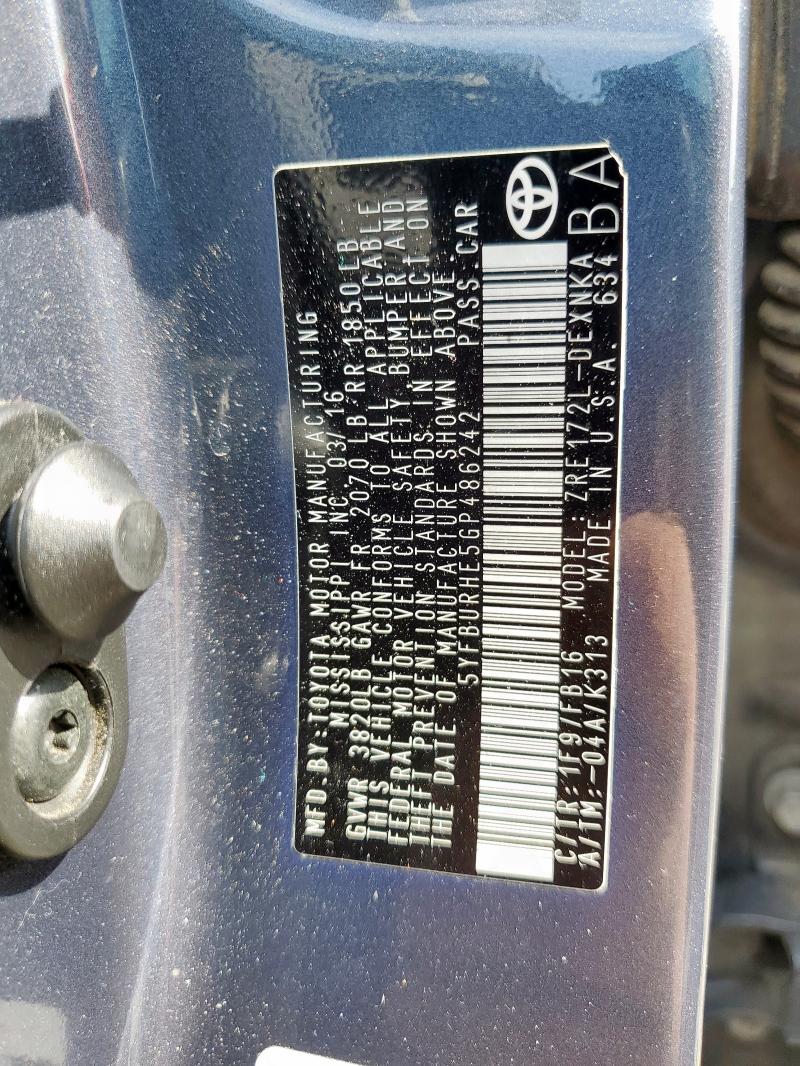 MFD.BY:TOYOTA MOTOR MANUFACTURING
MISSISSIPPI INC 03/ 16
GVWR 3820LB GAWR FR 2070 LB RR 1850 LB
THIS VEHICLE CONFORMS TO ALL APPLICABLE
FEDERAL MOTOR VEHICLE SAFETY BUMPER AND
THEFT PREVENTION STANDARDS IN EFFECT ON
THE DATE OF MANUFACTURE SHOWN ABOVE.
5YFBURHE5GP486242 PASS.CAR
C/TR:1F9/FB16 MODEL:ZRE172L-DEXNKA
A/TM:-04A/K313 MADE IN U.S.A. 634
BA